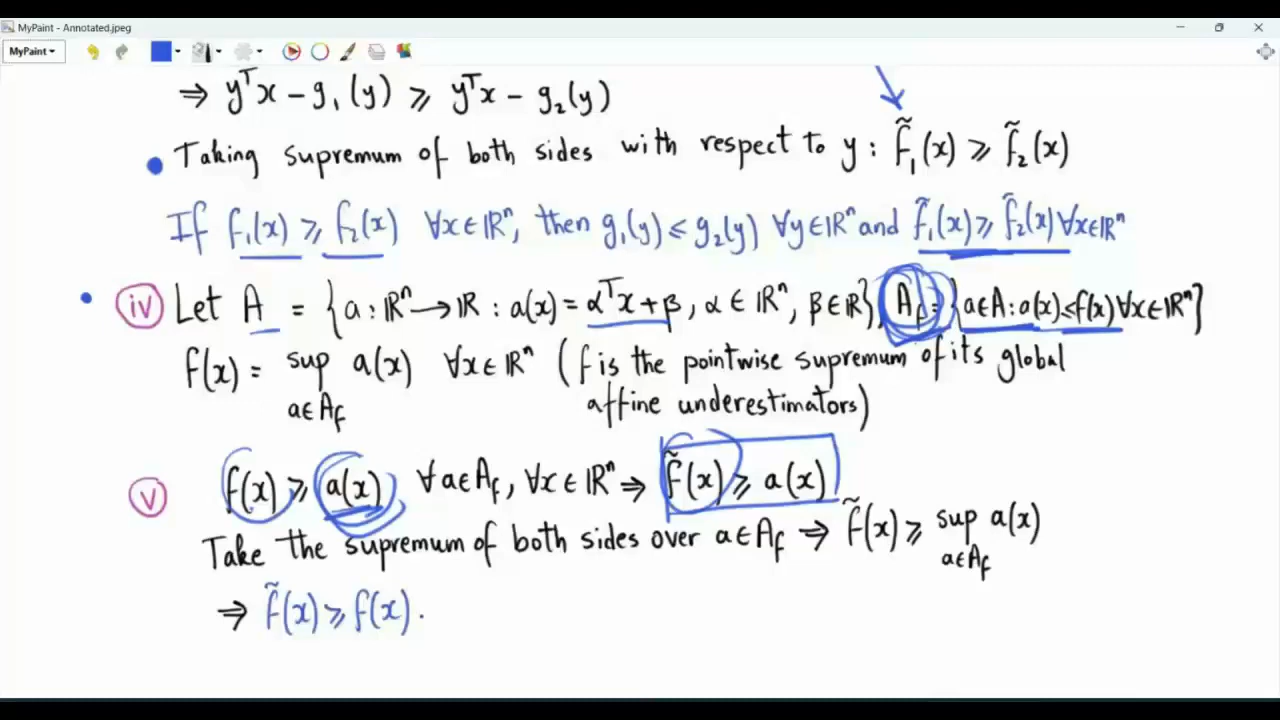 MyPaint - Annotated.jpeg
MyPaint
⇒ yᵀx - g₁(y) ⩾ yᵀx - g₂(y)
• Taking supremum of both sides with respect to y : f̃₁(x) ⩾ f̃₂(x)
If f₁(x) ⩾ f₂(x) ∀x∈ℝⁿ, then g₁(y) ⩽ g₂(y) ∀y∈ℝⁿ and f̃₁(x) ⩾ f̃₂(x) ∀x∈ℝⁿ
• iv Let A = {a : ℝⁿ → ℝ : a(x) = αᵀx + β, α ∈ ℝⁿ, β ∈ ℝ}, A_f = {a∈A : a(x) ⩽ f(x) ∀x∈ℝⁿ}
f(x) = sup a(x) ∀x∈ℝⁿ (f is the pointwise supremum of its global
a∈A_f affine underestimators)
v f(x) ⩾ a(x) ∀a∈A_f, ∀x∈ℝⁿ ⇒ f̃(x) ⩾ a(x)
Take the supremum of both sides over a∈A_f ⇒ f̃(x) ⩾ sup a(x)
a∈A_f
⇒ f̃(x) ⩾ f(x).